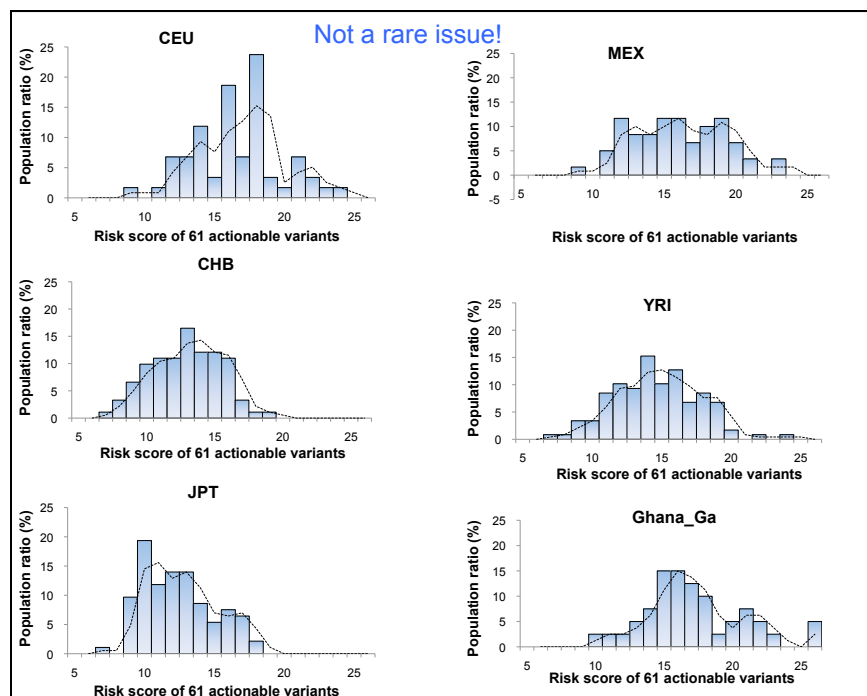 Not a rare issue!
CEU
Population ratio (%)
25
20
15
10
5
0
5 10 15 20 25
Risk score of 61 actionable variants
MEX
Population ratio (%)
25
20
15
10
5
0
-5
5 10 15 20 25
Risk score of 61 actionable variants
CHB
Population ratio (%)
25
20
15
10
5
0
5 10 15 20 25
Risk score of 61 actionable variants
YRI
Population ratio (%)
25
20
15
10
5
0
5 10 15 20 25
Risk score of 61 actionable variants
JPT
Population ratio (%)
25
20
15
10
5
0
5 10 15 20 25
Risk score of 61 actionable variants
Ghana_Ga
Population ratio (%)
25
20
15
10
5
0
5 10 15 20 25
Risk score of 61 actionable variants